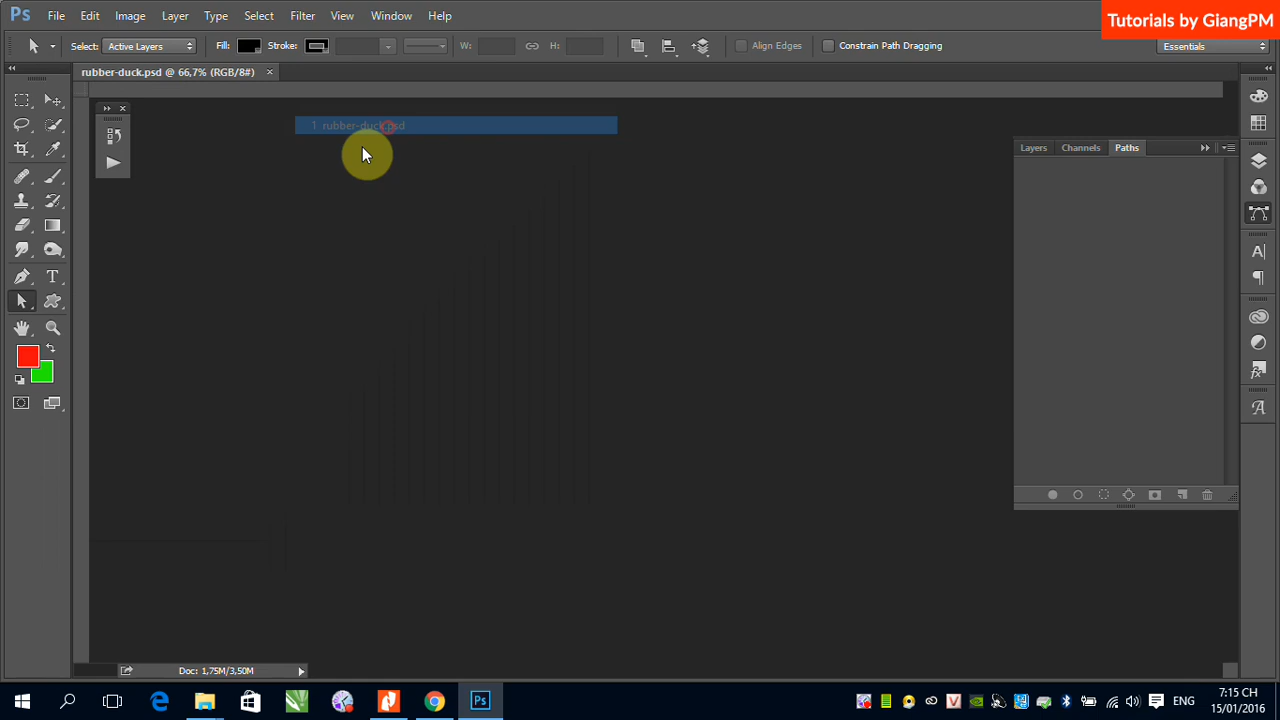 Ps File Edit Image Layer Type Select Filter View Window Help
Tutorials by GiangPM
Select: Active Layers Fill: Stroke: W: H: Align Edges Constrain Path Dragging Essentials
rubber-duck.psd @ 66,7% (RGB/8#)
1 rubber-duck.psd
Layers Channels Paths
Doc: 1,75M/3,50M
Ps ENG 7:15 CH
15/01/2016